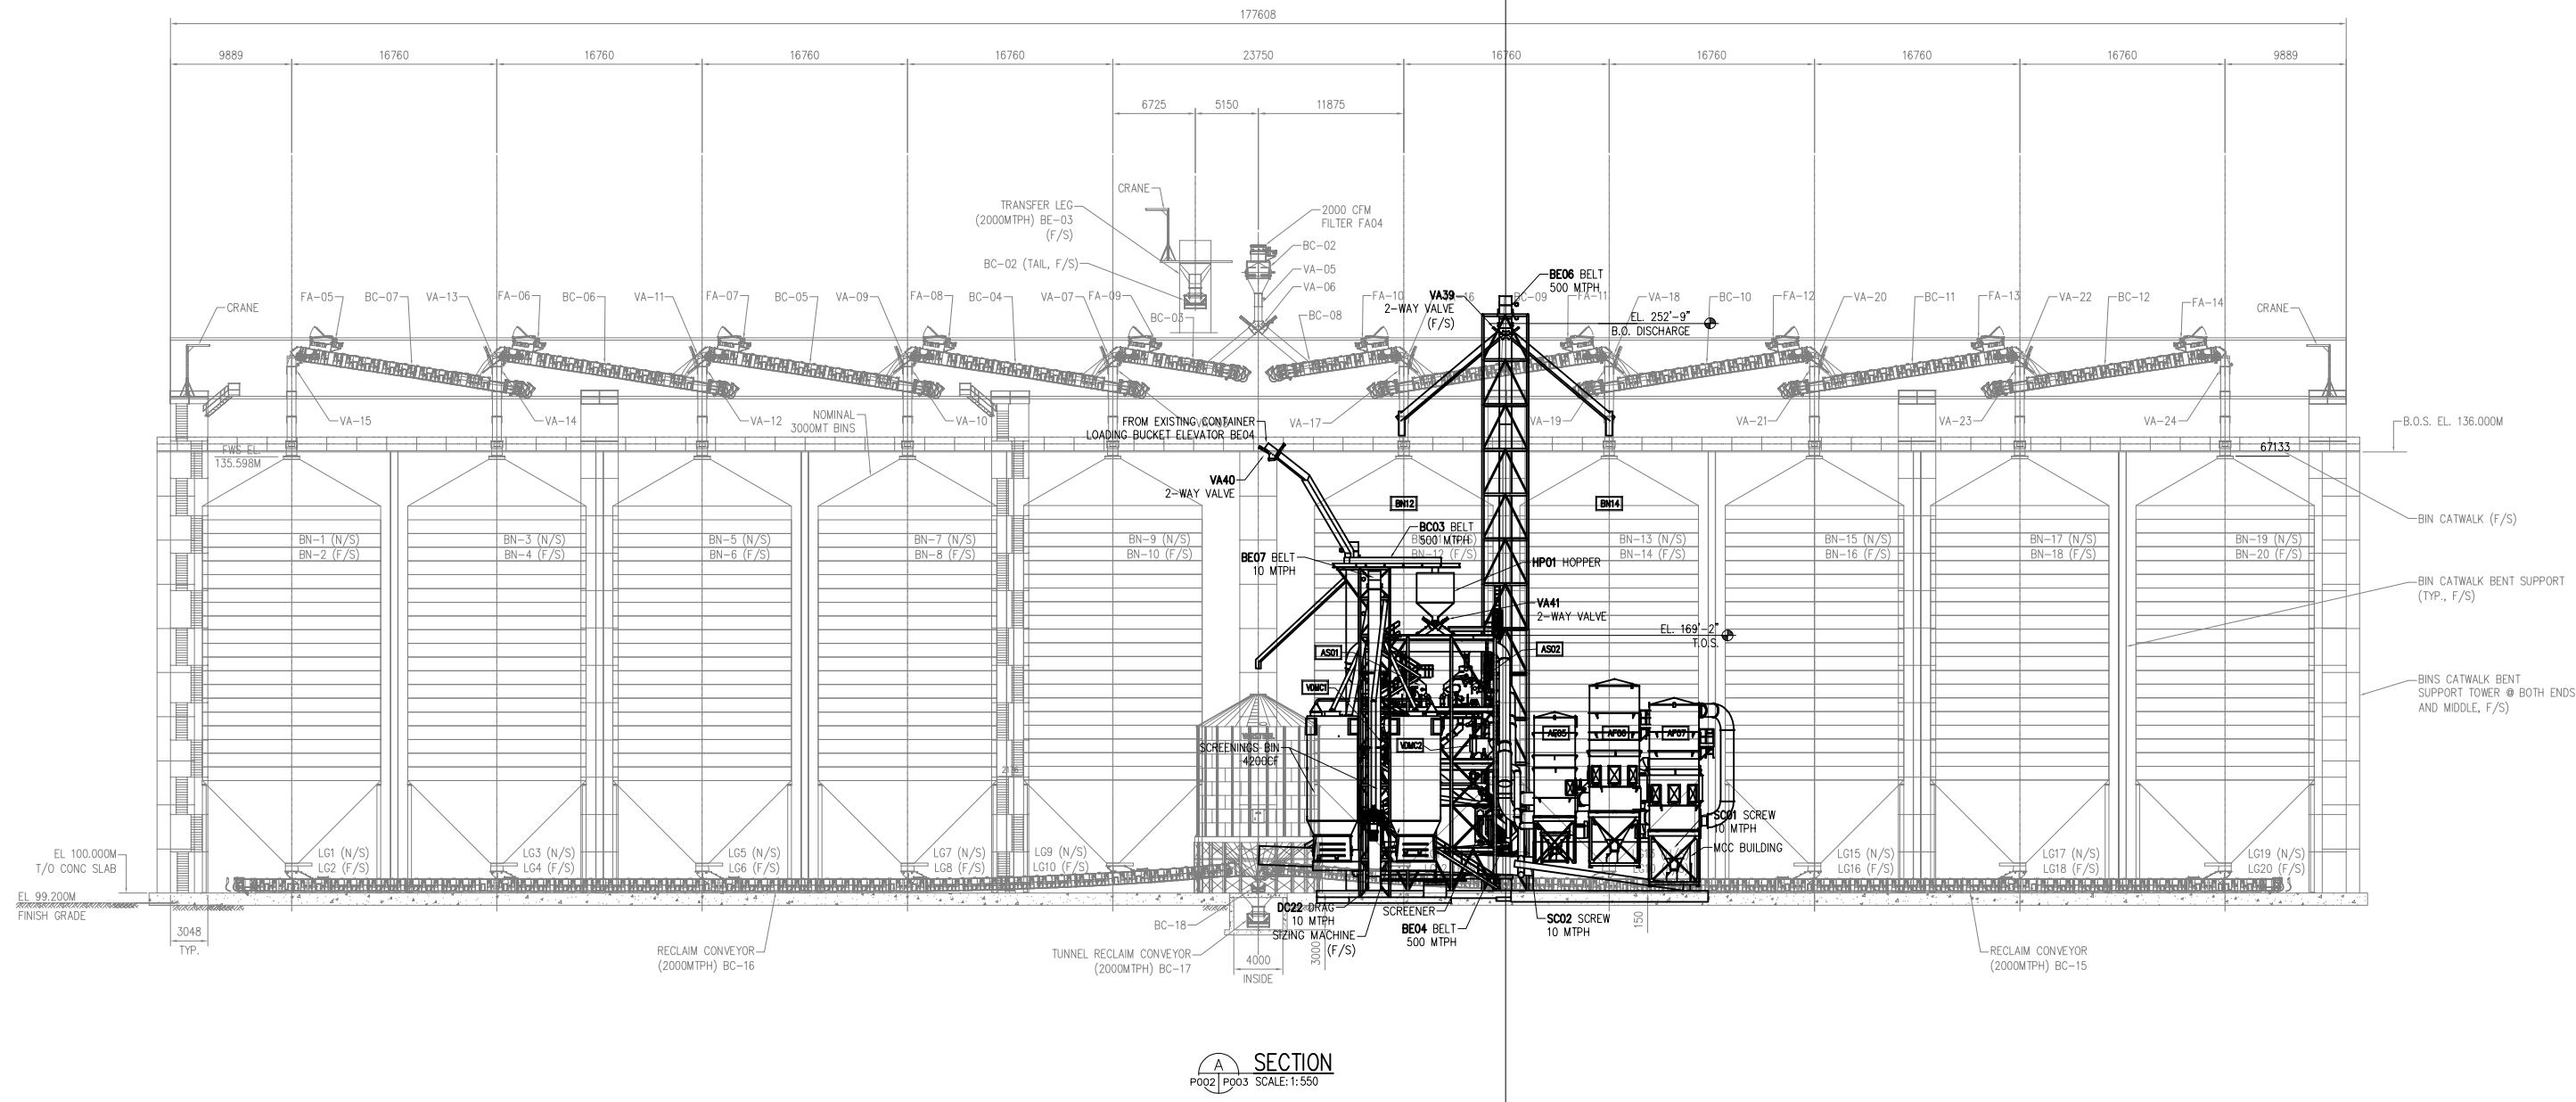 177608
9889 16760 16760 16760 16760 23750 16760 16760 16760 16760 9889
6725 5150 11875
CRANE
TRANSFER LEG
(2000MTPH) BE-03
(F/S)
2000 CFM
FILTER FA04
BC-02
BC-02 (TAIL, F/S)
VA-05
VA-06
BE06 BELT
500 MTPH
VA39
2-WAY VALVE
(F/S)
EL. 252'-9"
B.O. DISCHARGE
CRANE
FA-05
BC-07
VA-13
FA-06
BC-06
VA-11
FA-07
BC-05
VA-09
FA-08
BC-04
VA-07
FA-09
BC-03
BC-08
FA-10
BC-09
FA-11
VA-18
BC-10
FA-12
VA-20
BC-11
FA-13
VA-22
BC-12
FA-14
CRANE
VA-15
VA-14
VA-12
NOMINAL
3000MT BINS
VA-10
FROM EXISTING CONTAINER
LOADING BUCKET ELEVATOR BE04
VA-17
VA-19
VA-21
VA-23
VA-24
B.O.S. EL. 136.000M
FWS EL.
135.598M
67133
VA40
2-WAY VALVE
BN12
BN14
BIN CATWALK (F/S)
BN-1 (N/S)
BN-2 (F/S)
BN-3 (N/S)
BN-4 (F/S)
BN-5 (N/S)
BN-6 (F/S)
BN-7 (N/S)
BN-8 (F/S)
BN-9 (N/S)
BN-10 (F/S)
BC03 BELT
500 MTPH
BN-12 (F/S)
BN-13 (N/S)
BN-14 (F/S)
BN-15 (N/S)
BN-16 (F/S)
BN-17 (N/S)
BN-18 (F/S)
BN-19 (N/S)
BN-20 (F/S)
BE07 BELT
10 MTPH
HP01 HOPPER
BIN CATWALK BENT SUPPORT
(TYP., F/S)
VA41
2-WAY VALVE
EL. 169'-2"
T.O.S.
AS01
AS02
VDMC1
BINS CATWALK BENT
SUPPORT TOWER @ BOTH ENDS
AND MIDDLE, F/S)
AF05
AF06
AF07
VDMC2
SCREENINGS BIN
4200CF
SC01 SCREW
10 MTPH
MCC BUILDING
EL 100.000M
T/O CONC SLAB
LG1 (N/S)
LG2 (F/S)
LG3 (N/S)
LG4 (F/S)
LG5 (N/S)
LG6 (F/S)
LG7 (N/S)
LG8 (F/S)
LG9 (N/S)
LG10 (F/S)
LG15 (N/S)
LG16 (F/S)
LG17 (N/S)
LG18 (F/S)
LG19 (N/S)
LG20 (F/S)
EL 99.200M
FINISH GRADE
3048
TYP.
BC-18
DC22 DRAG
10 MTPH
SIZING MACHINE
(F/S)
SCREENER
BE04 BELT
500 MTPH
SC02 SCREW
10 MTPH
150
RECLAIM CONVEYOR
(2000MTPH) BC-16
TUNNEL RECLAIM CONVEYOR
(2000MTPH) BC-17
4000
INSIDE
3000
RECLAIM CONVEYOR
(2000MTPH) BC-15
A
P002 P003
SECTION
SCALE: 1:550